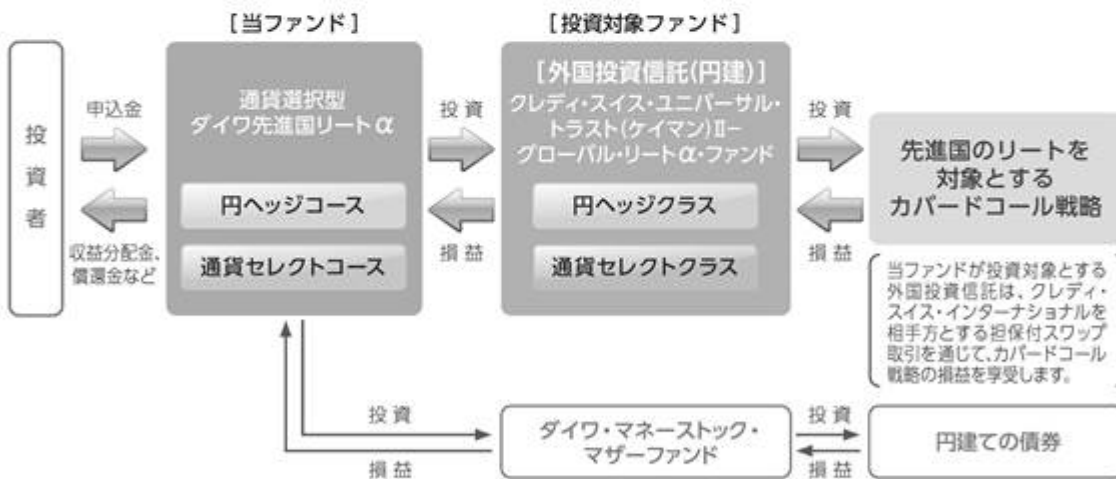 [当ファンド]
[投資対象ファンド]
投資者
申込金
収益分配金、
償還金など
通貨選択型
ダイワ先進国リートα
円ヘッジコース
通貨セレクトコース
投資
損益
[外国投資信託(円建)]
クレディ・スイス・ユニバーサル・
トラスト(ケイマン)Ⅱ−
グローバル・リートα・ファンド
円ヘッジクラス
通貨セレクトクラス
投資
損益
先進国のリートを
対象とする
カバードコール戦略
当ファンドが投資対象とする
外国投資信託は、クレディ・
スイス・インターナショナルを
相手方とする担保付スワップ
取引を通じて、カバードコール
戦略の損益を享受します。
投資
損益
ダイワ・マネーストック・
マザーファンド
投資
損益
円建ての債券